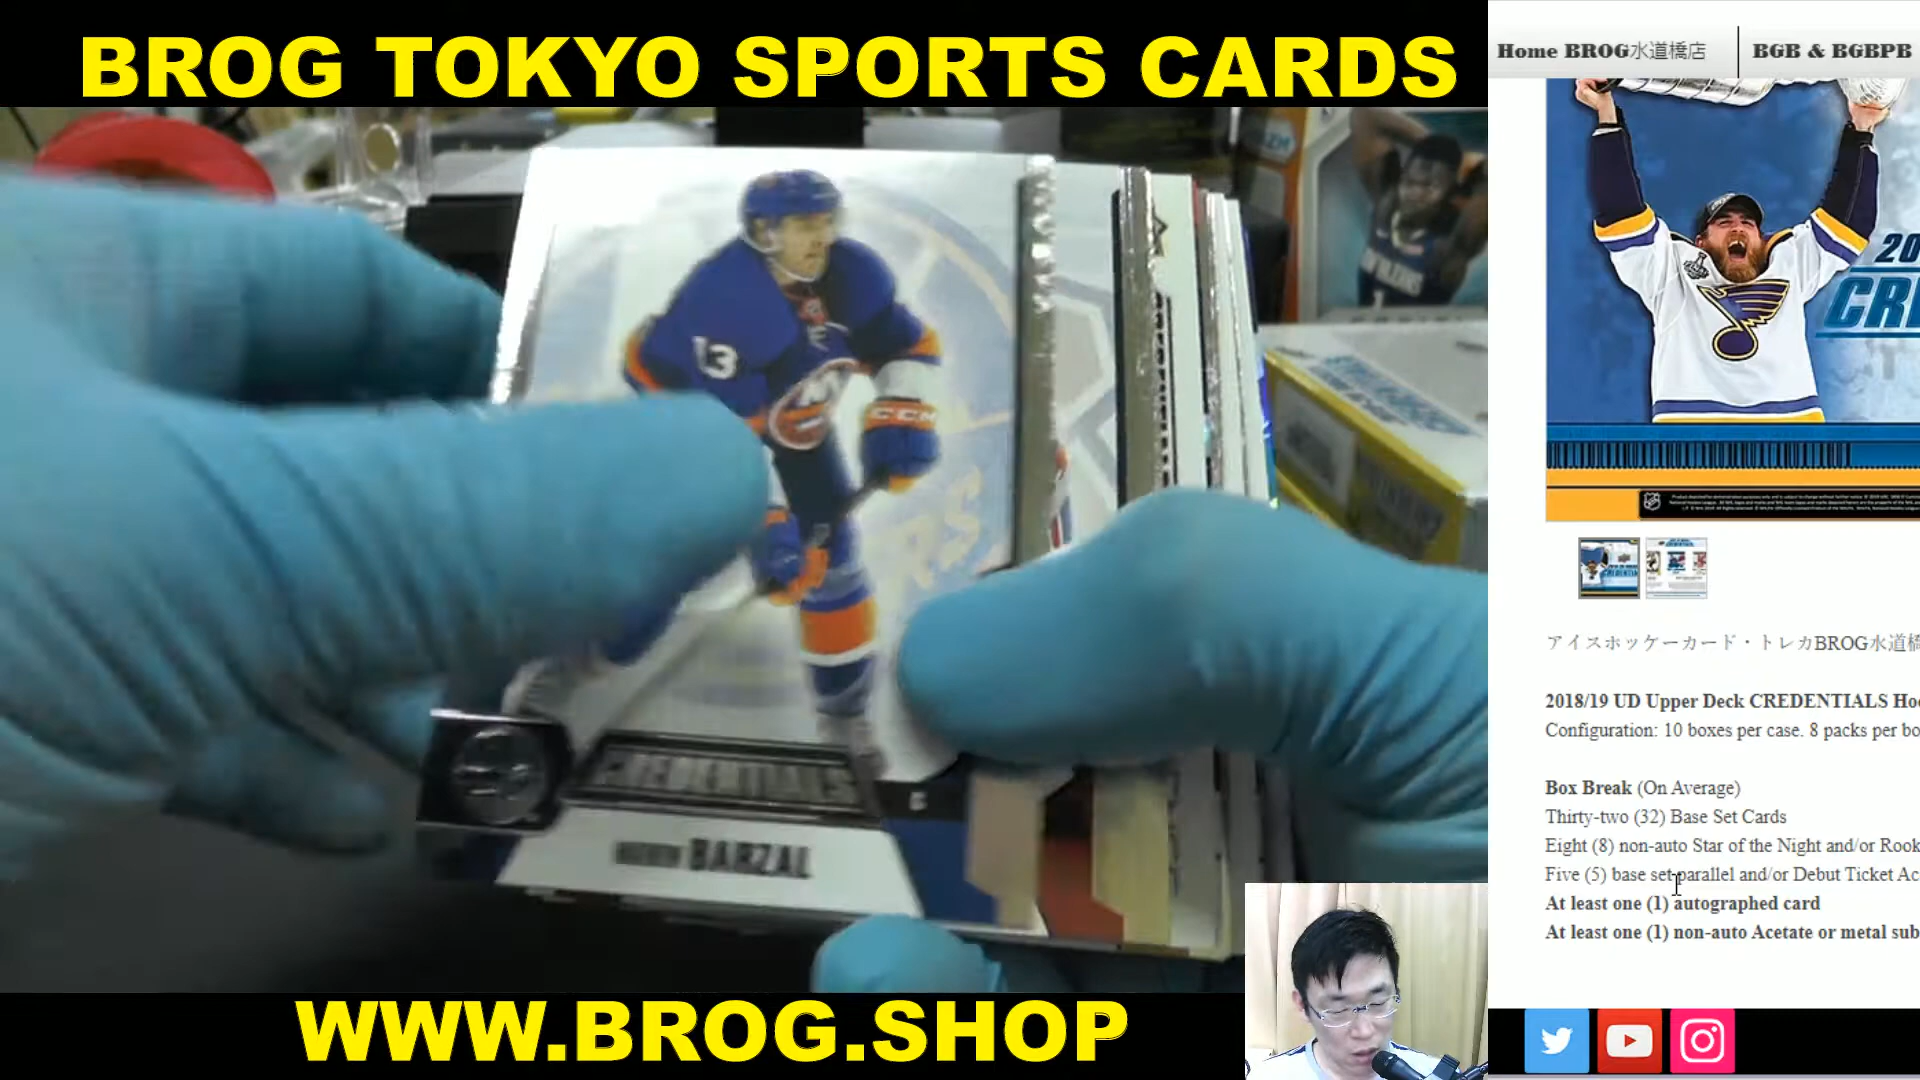 BROG TOKYO SPORTS CARDS
Home BROG水道橋店
BGB & BGBPB
13
CCM
CREDENTIALS
BARZAL
WWW.BROG.SHOP
20
CRE
アイスホッケーカード・トレカBROG水道橋
2018/19 UD Upper Deck CREDENTIALS Ho
Configuration: 10 boxes per case. 8 packs per bo
Box Break (On Average)
Thirty-two (32) Base Set Cards
Eight (8) non-auto Star of the Night and/or Rook
Five (5) base set parallel and/or Debut Ticket Ac
At least one (1) autographed card
At least one (1) non-auto Acetate or metal sub